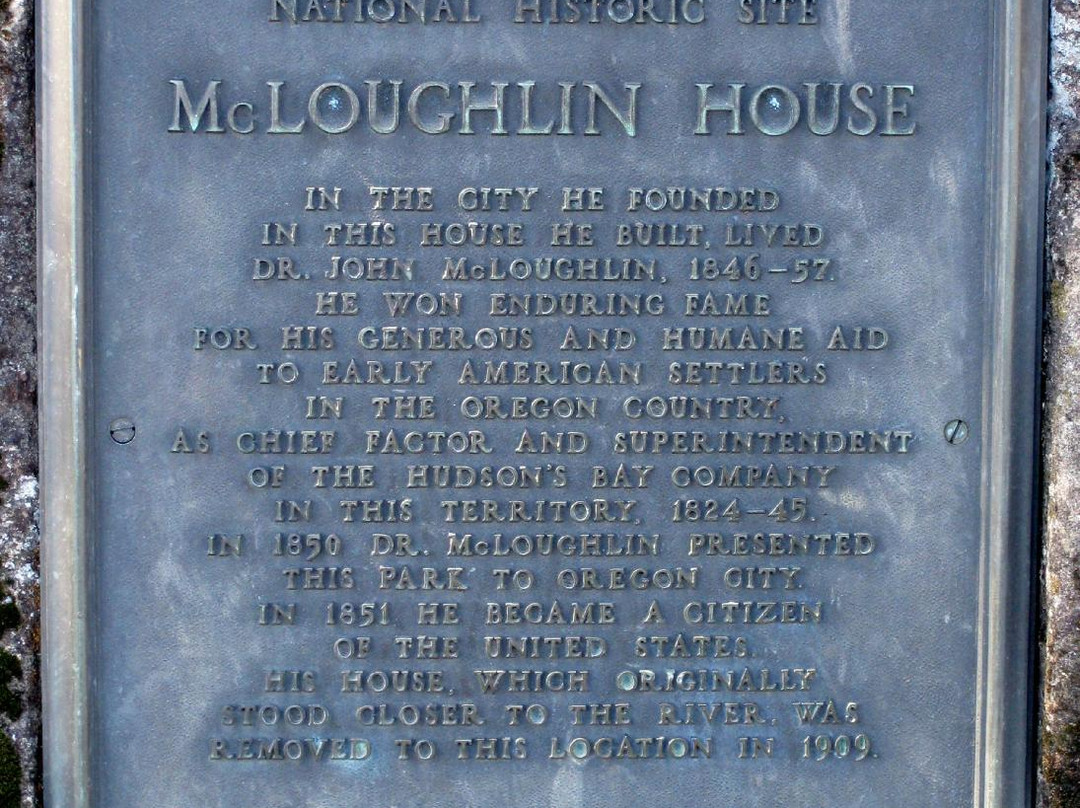 NATIONAL HISTORIC SITE
McLOUGHLIN HOUSE
IN THE CITY HE FOUNDED
IN THIS HOUSE HE BUILT, LIVED
DR. JOHN McLOUGHLIN, 1846-57.
HE WON ENDURING FAME
FOR HIS GENEROUS AND HUMANE AID
TO EARLY AMERICAN SETTLERS
IN THE OREGON COUNTRY,
AS CHIEF FACTOR AND SUPERINTENDENT
OF THE HUDSON'S BAY COMPANY
IN THIS TERRITORY, 1824-45.
IN 1850 DR. McLOUGHLIN PRESENTED
THIS PARK TO OREGON CITY.
IN 1851 HE BECAME A CITIZEN
OF THE UNITED STATES.
HIS HOUSE, WHICH ORIGINALLY
STOOD CLOSER TO THE RIVER, WAS
REMOVED TO THIS LOCATION IN 1909.